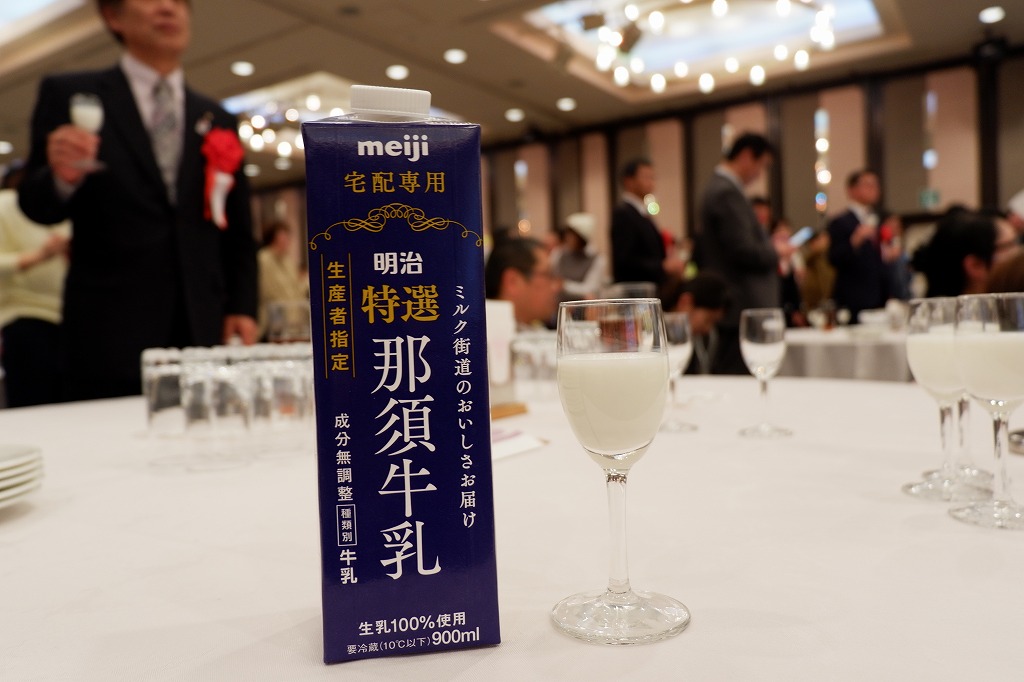 meiji
宅配専用
明治
特選
那須牛乳
ミルク街道のおいしさお届け
生産者指定
成分無調整
種類別
牛乳
生乳100%使用
要冷蔵(10℃以下)900ml